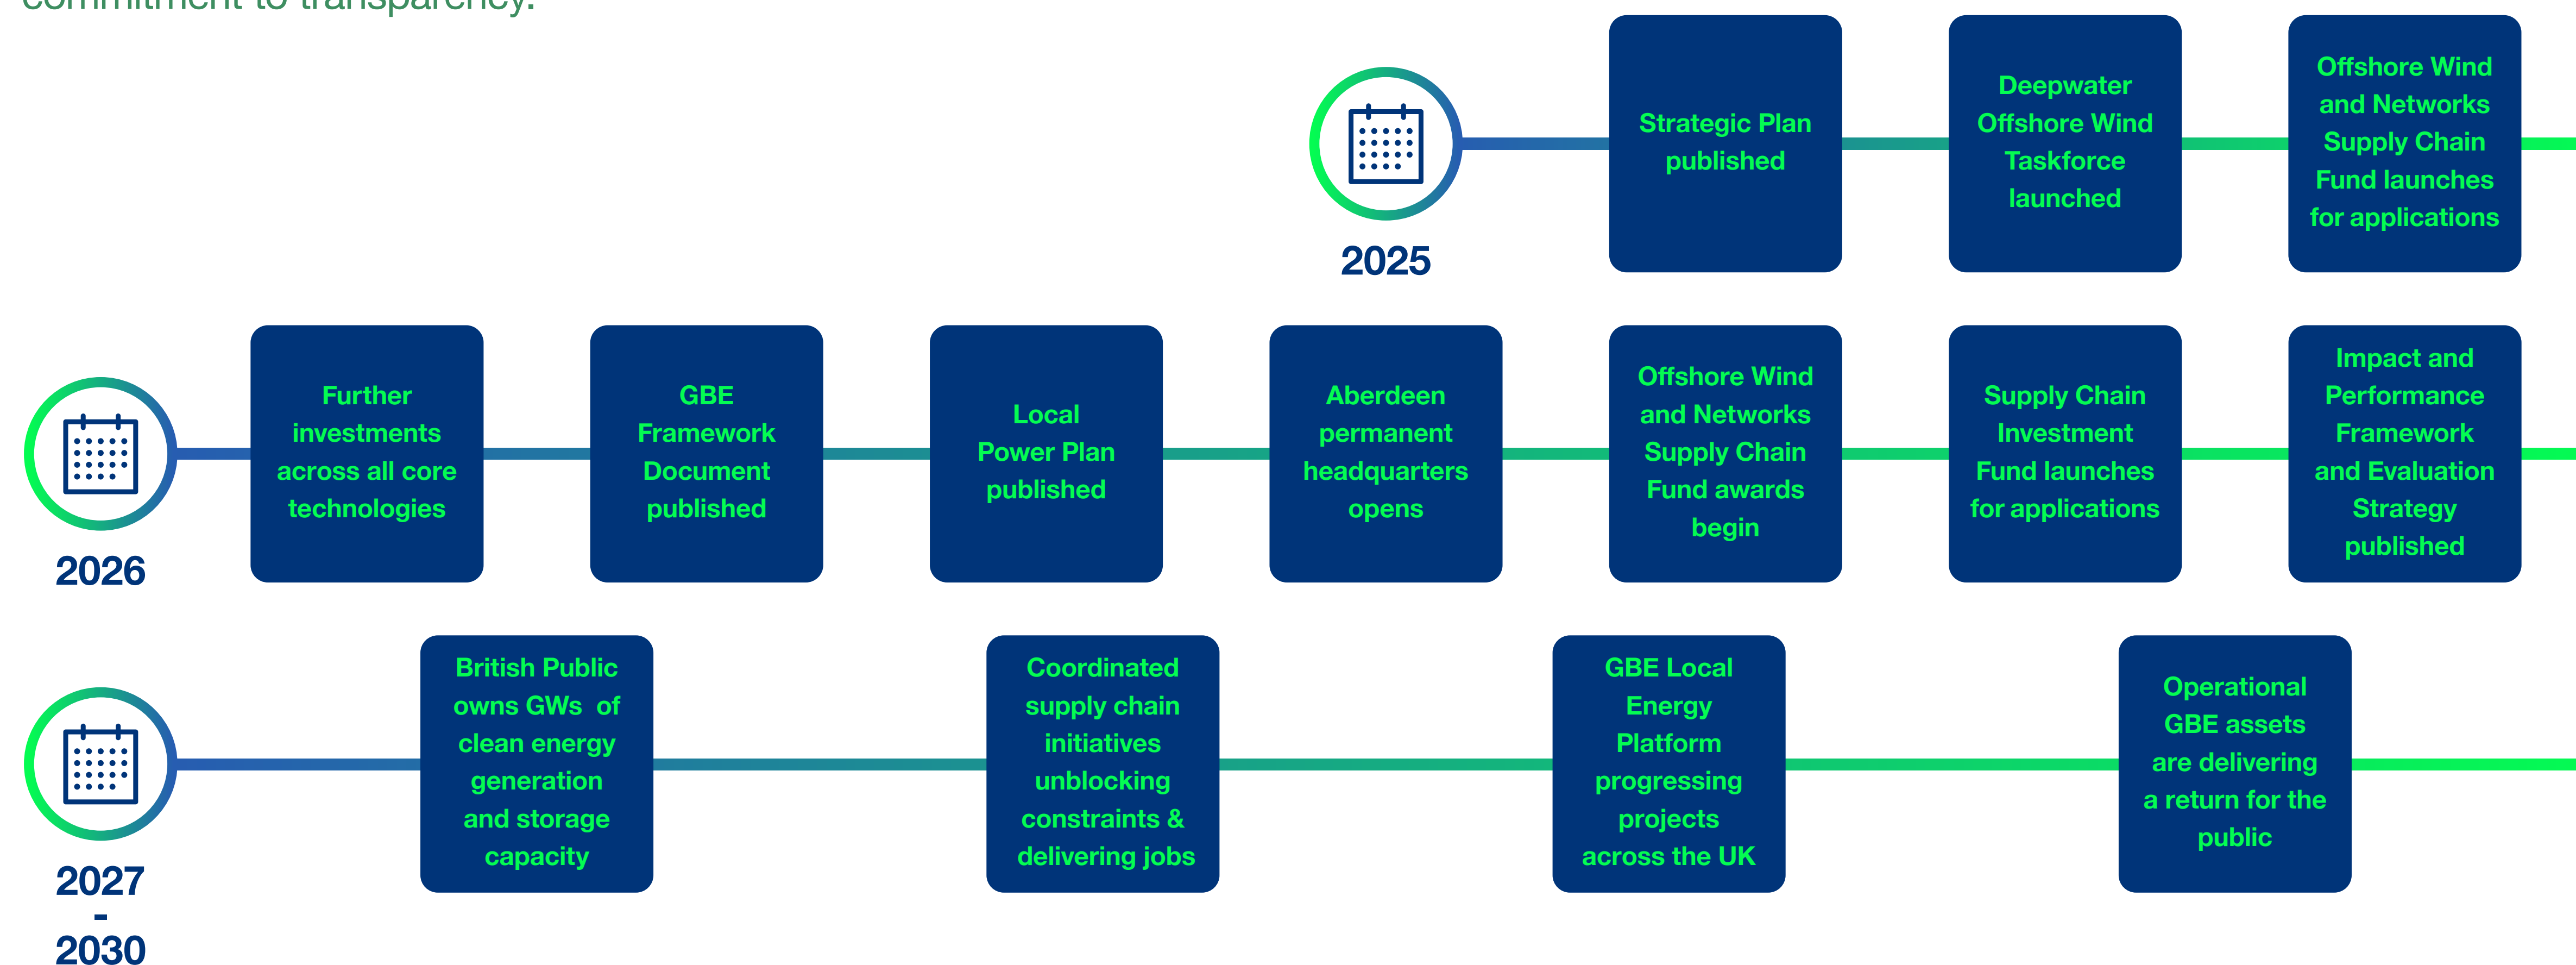 commitment to transparency.
2025
Strategic Plan
published
Deepwater
Offshore Wind
Taskforce
launched
Offshore Wind
and Networks
Supply Chain
Fund launches
for applications
2026
Further
investments
across all core
technologies
GBE
Framework
Document
published
Local
Power Plan
published
Aberdeen
permanent
headquarters
opens
Offshore Wind
and Networks
Supply Chain
Fund awards
begin
Supply Chain
Investment
Fund launches
for applications
Impact and
Performance
Framework
and Evaluation
Strategy
published
2027
-
2030
British Public
owns GWs  of
clean energy
generation
and storage
capacity
Coordinated
supply chain
initiatives
unblocking
constraints &
delivering jobs
GBE Local
Energy
Platform
progressing
projects
across the UK
Operational
GBE assets
are delivering
a return for the
public